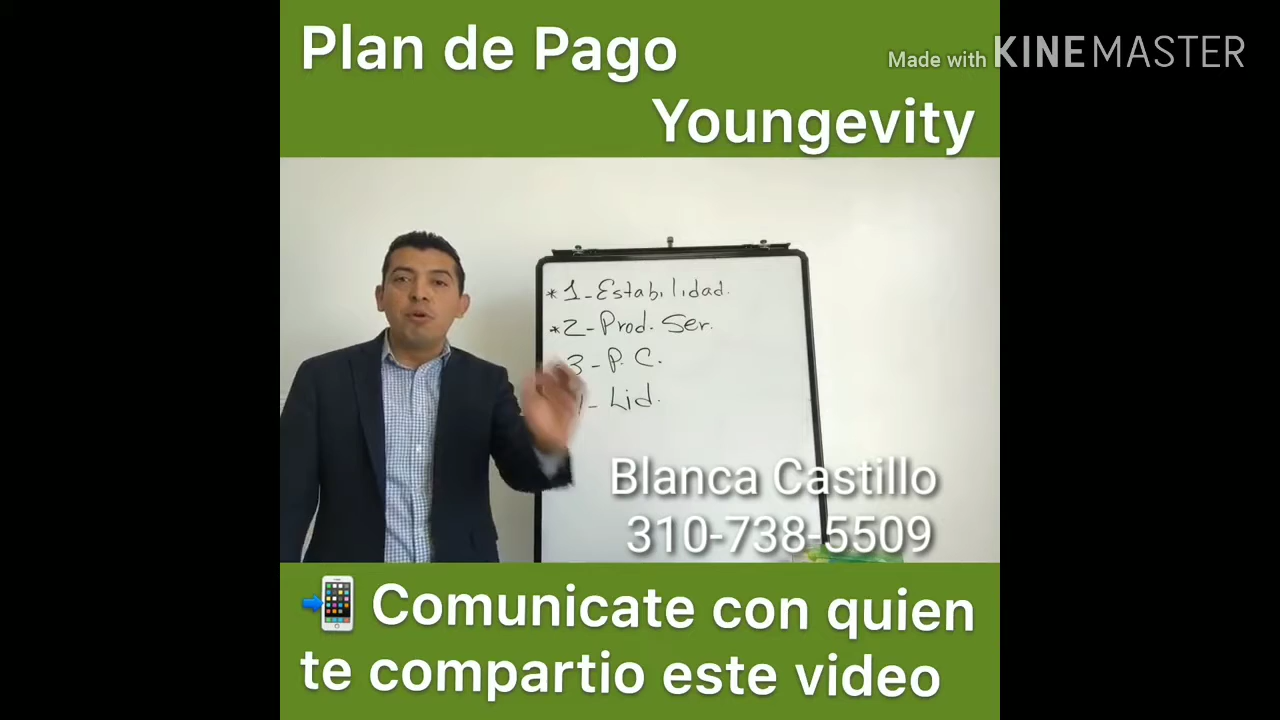 Plan de Pago
Made with KINEMASTER
Youngevity
* 1-Estabilidad.
* 2-Prod. Ser.
3-P. C.
- Lid.
Blanca Castillo
310-738-5509
Comunicate con quien
te compartio este video